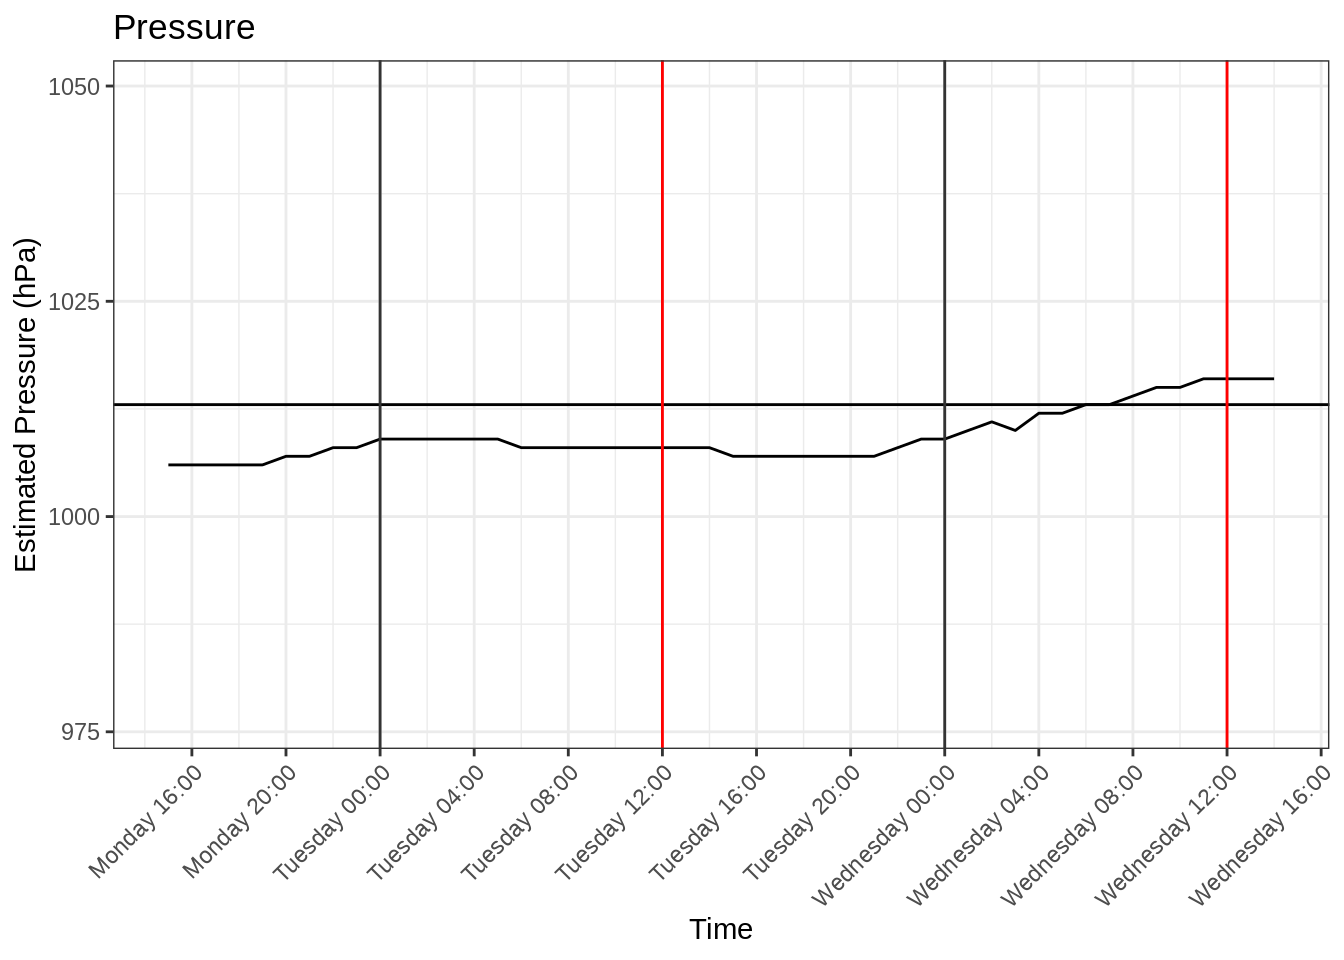 Pressure
Estimated Pressure (hPa)
1050
1025
1000
975
Monday 16:00
Monday 20:00
Tuesday 00:00
Tuesday 04:00
Tuesday 08:00
Tuesday 12:00
Tuesday 16:00
Tuesday 20:00
Wednesday 00:00
Wednesday 04:00
Wednesday 08:00
Wednesday 12:00
Wednesday 16:00
Time